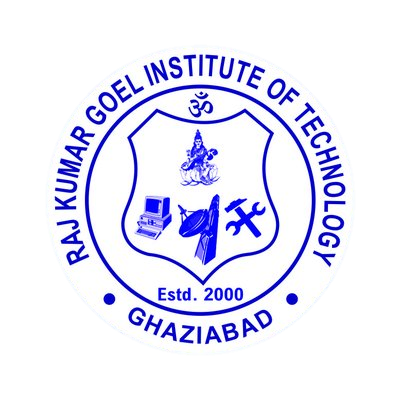 RAJ KUMAR GOEL INSTITUTE OF TECHNOLOGY
ॐ
Estd. 2000
GHAZIABAD